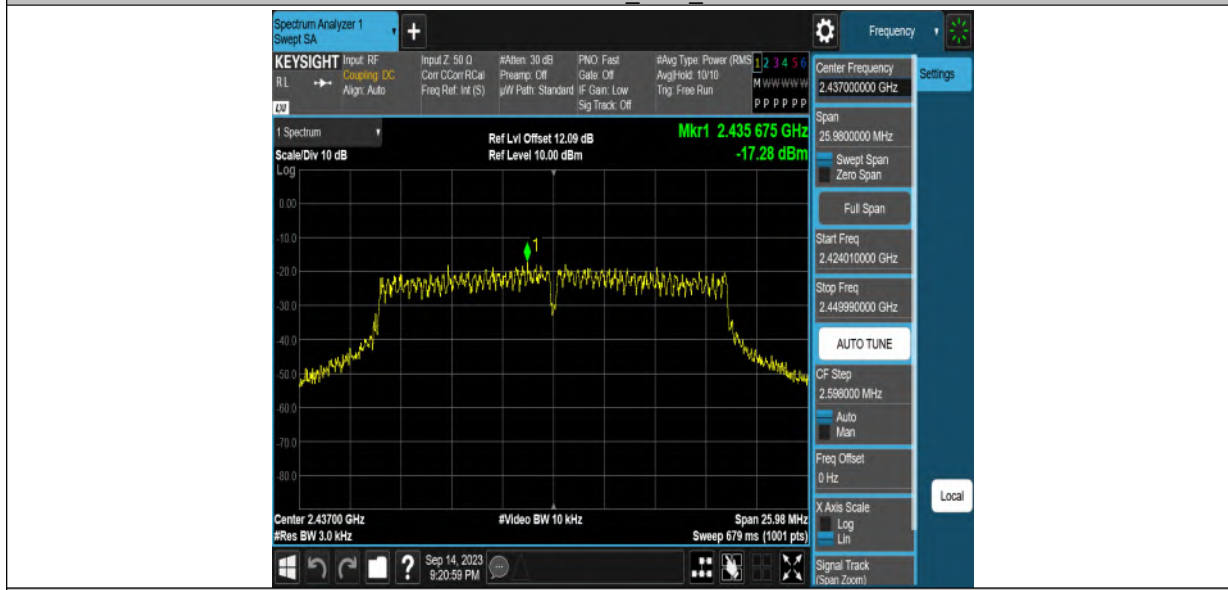 Spectrum Analyzer 1
Swept SA
+
Frequency
KEYSIGHT
RL
LXI
Input: RF
Coupling: DC
Align: Auto
Input Z: 50 Ω
Corr CCorr RCal
Freq Ref: Int (S)
#Atten: 30 dB
Preamp: Off
µW Path: Standard
PNO: Fast
Gate: Off
IF Gain: Low
Sig Track: Off
#Avg Type: Power (RMS
Avg|Hold: 10/10
Trig: Free Run
1 2 3 4 5 6
M W W W W W
P P P P P P
Center Frequency
2.437000000 GHz
Settings
1 Spectrum
Scale/Div 10 dB
Log
Ref Lvl Offset 12.09 dB
Ref Level 10.00 dBm
Mkr1 2.435 675 GHz
-17.28 dBm
1
0.00
-10.0
-20.0
-30.0
-40.0
-50.0
-60.0
-70.0
-80.0
Span
25.9800000 MHz
Swept Span
Zero Span
Full Span
Start Freq
2.424010000 GHz
Stop Freq
2.449990000 GHz
AUTO TUNE
CF Step
2.598000 MHz
Auto
Man
Freq Offset
0 Hz
X Axis Scale
Log
Lin
Signal Track
(Span Zoom)
Local
Center 2.43700 GHz
#Res BW 3.0 kHz
#Video BW 10 kHz
Span 25.98 MHz
Sweep 679 ms (1001 pts)
?
Sep 14, 2023
9:20:59 PM